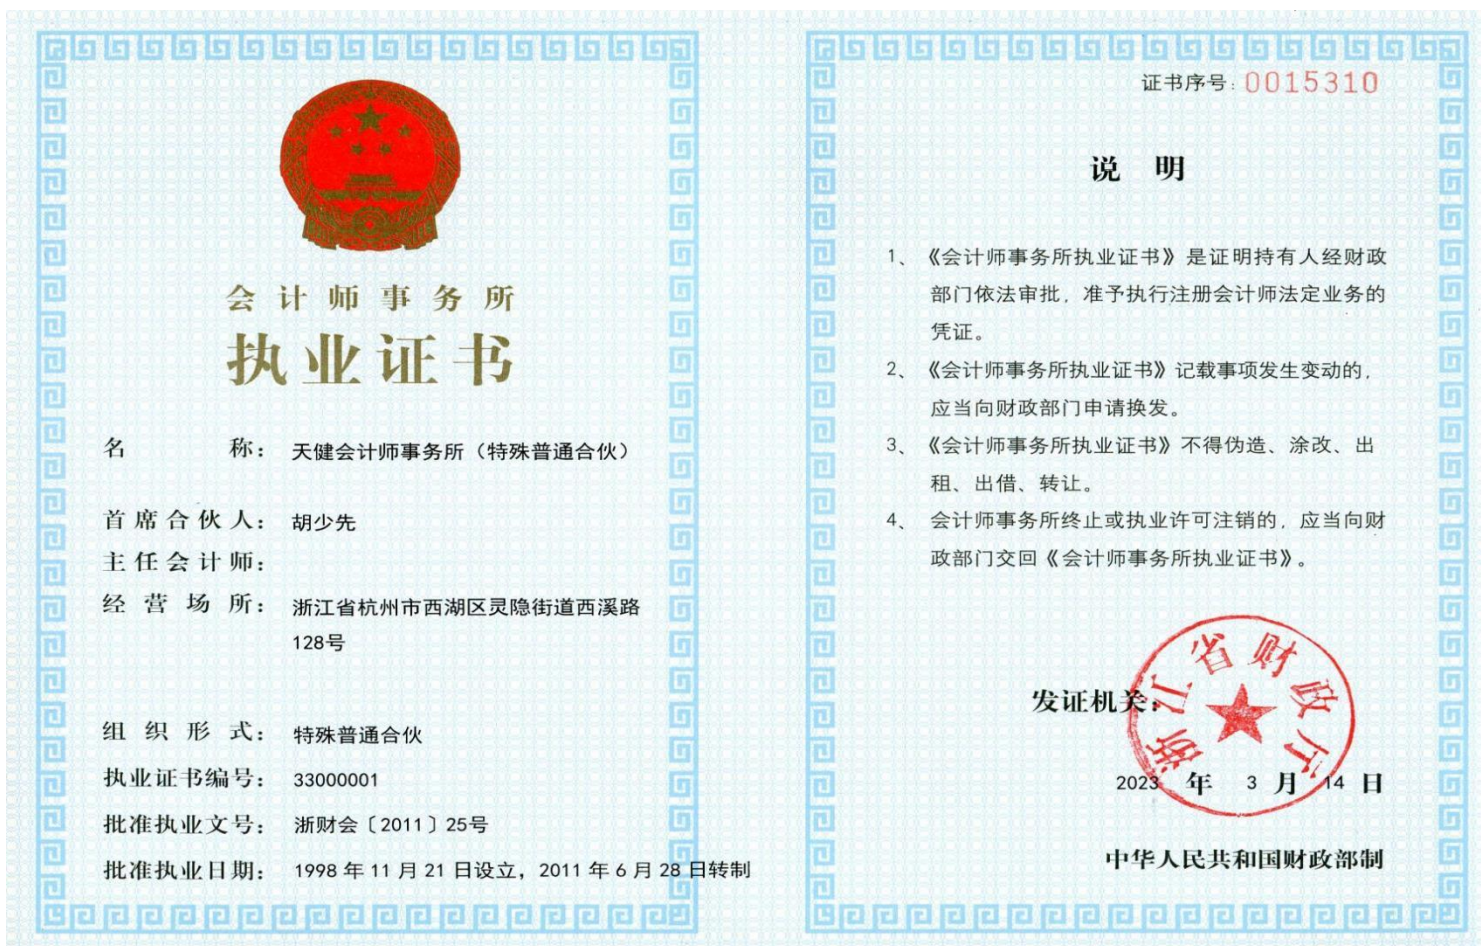 会计师事务所
执业证书
名称：天健会计师事务所（特殊普通合伙）
首席合伙人：胡少先
主任会计师：
经营场所：浙江省杭州市西湖区灵隐街道西溪路
128号
组织形式：特殊普通合伙
执业证书编号：33000001
批准执业文号：浙财会〔2011〕25号
批准执业日期：1998 年 11 月 21 日设立，2011 年 6 月 28 日转制
证书序号：0015310
说 明
1、《会计师事务所执业证书》是证明持有人经财政
部门依法审批，准予执行注册会计师法定业务的
凭证。
2、《会计师事务所执业证书》记载事项发生变动的，
应当向财政部门申请换发。
3、《会计师事务所执业证书》不得伪造、涂改、出
租、出借、转让。
4、会计师事务所终止或执业许可注销的，应当向财
政部门交回《会计师事务所执业证书》。
浙江省财政厅
发证机关：
2023 年 3 月 14 日
中华人民共和国财政部制